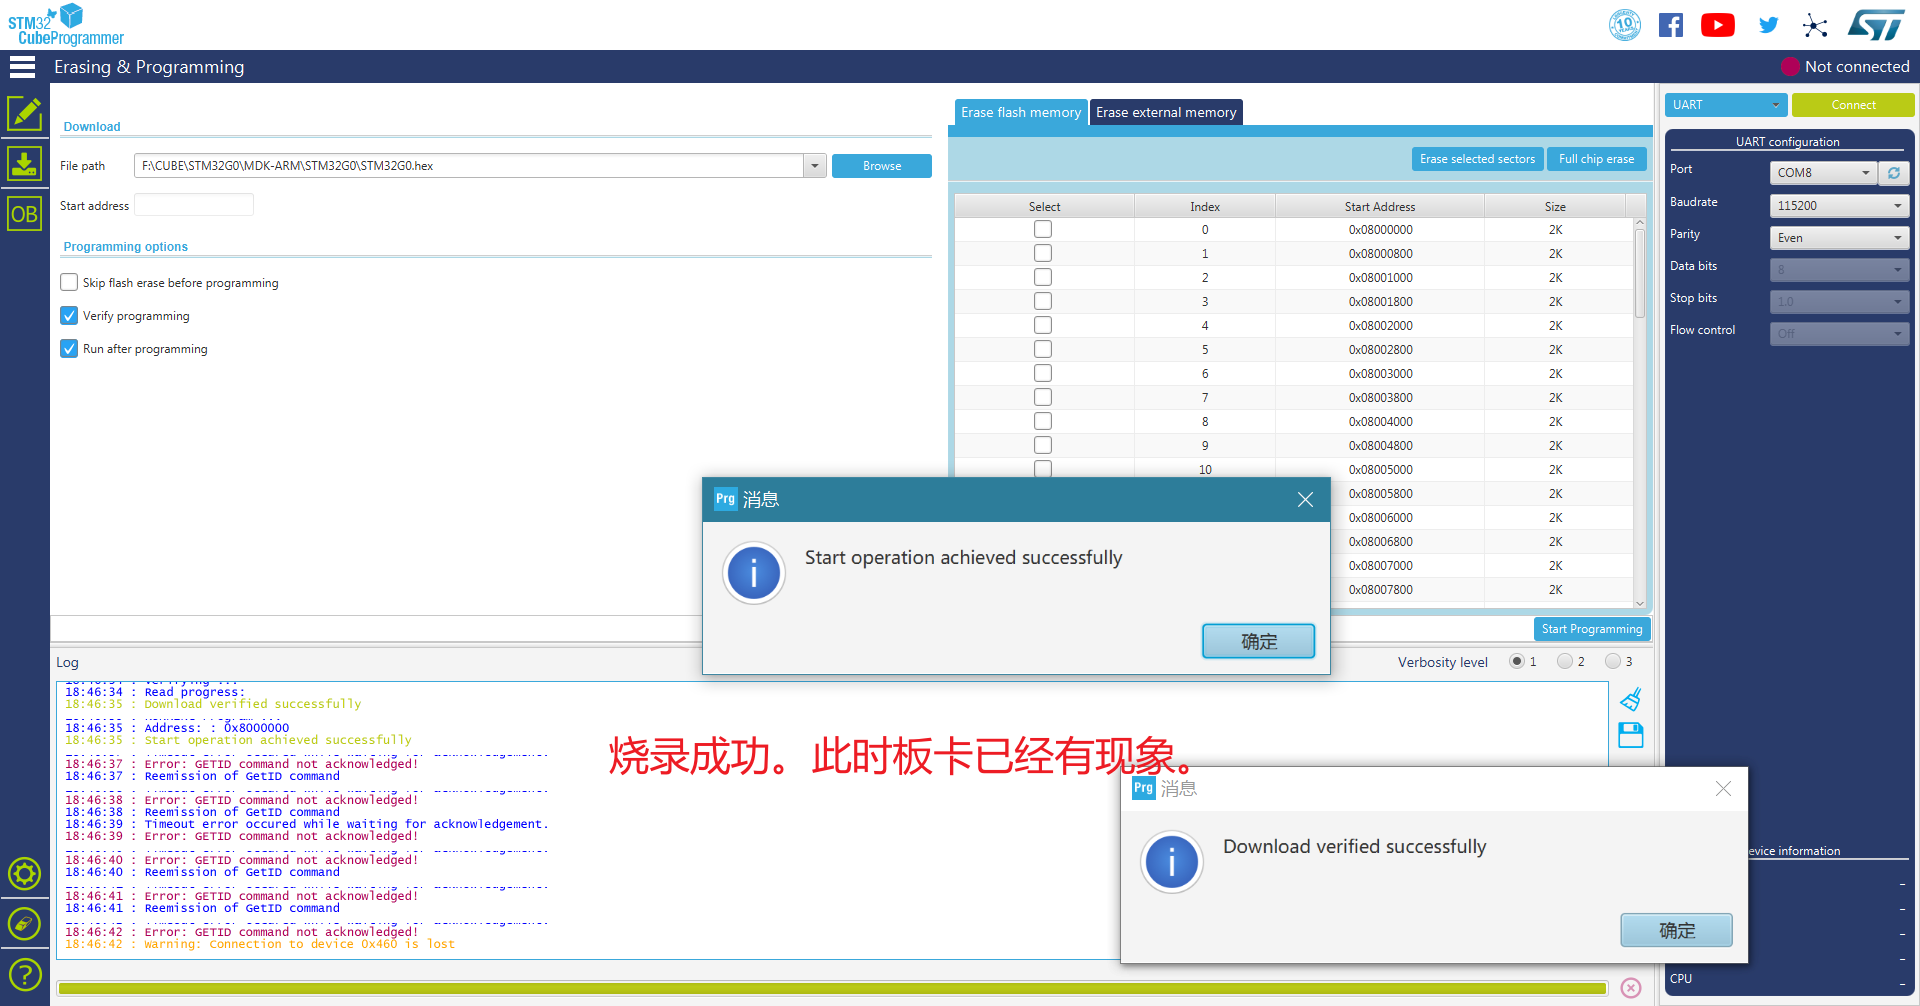 STM32
CubeProgrammer
10
YEARS
ST
Erasing & Programming
Not connected
Download
File path
F:\CUBE\STM32G0\MDK-ARM\STM32G0\STM32G0.hex
Browse
Start address
Programming options
Skip flash erase before programming
Verify programming
Run after programming
OB
Erase flash memory
Erase external memory
Erase selected sectors
Full chip erase
Select Index Start Address Size
0 0x08000000 2K
1 0x08000800 2K
2 0x08001000 2K
3 0x08001800 2K
4 0x08002000 2K
5 0x08002800 2K
6 0x08003000 2K
7 0x08003800 2K
8 0x08004000 2K
9 0x08004800 2K
10 0x08005000 2K
0x08005800 2K
0x08006000 2K
0x08006800 2K
0x08007000 2K
0x08007800 2K
Start Programming
UART
Connect
UART configuration
Port COM8
Baudrate 115200
Parity Even
Data bits 8
Stop bits 1.0
Flow control Off
Prg 消息
Start operation achieved successfully
确定
Log
Verbosity level 1 2 3
18:46:34 : Verifying ...
18:46:34 : Read progress:
18:46:35 : Download verified successfully
18:46:35 : Address: : 0x8000000
18:46:35 : Start operation achieved successfully
18:46:37 : Error: GETID command not acknowledged!
18:46:37 : Reemission of GetID command
18:46:38 : Error: GETID command not acknowledged!
18:46:38 : Reemission of GetID command
18:46:39 : Timeout error occured while waiting for acknowledgement.
18:46:39 : Error: GETID command not acknowledged!
18:46:40 : Error: GETID command not acknowledged!
18:46:40 : Reemission of GetID command
18:46:41 : Error: GETID command not acknowledged!
18:46:41 : Reemission of GetID command
18:46:42 : Error: GETID command not acknowledged!
18:46:42 : Warning: Connection to device 0x460 is lost
烧录成功。此时板卡已经有现象。
Prg 消息
Download verified successfully
确定
evice information
-
-
-
-
CPU -
?